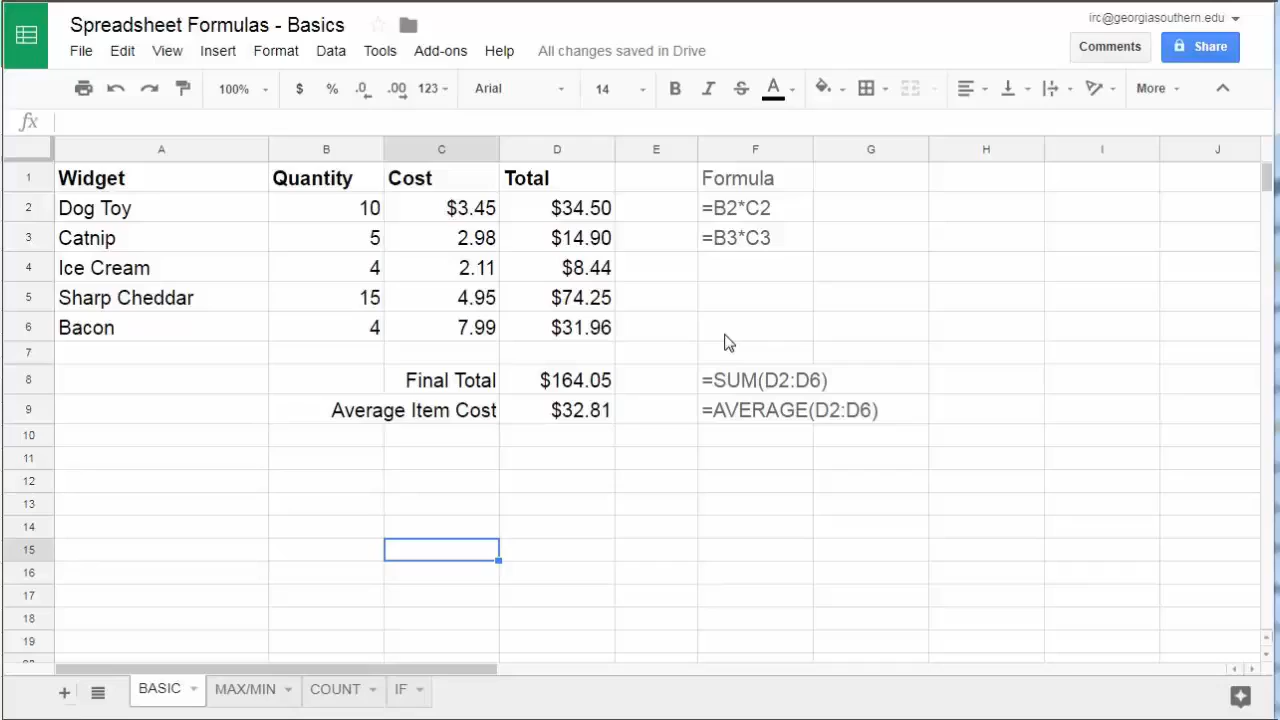 Spreadsheet Formulas - Basics
irc@georgiasouthern.edu
File Edit View Insert Format Data Tools Add-ons Help All changes saved in Drive
Comments Share
100% $ % .0 .00 123 Arial 14 B I S A More
fx
A B C D E F G H I J
1 Widget Quantity Cost Total Formula
2 Dog Toy 10 $3.45 $34.50 =B2*C2
3 Catnip 5 2.98 $14.90 =B3*C3
4 Ice Cream 4 2.11 $8.44
5 Sharp Cheddar 15 4.95 $74.25
6 Bacon 4 7.99 $31.96
7
8 Final Total $164.05 =SUM(D2:D6)
9 Average Item Cost $32.81 =AVERAGE(D2:D6)
10
11
12
13
14
15
16
17
18
19
BASIC MAX/MIN COUNT IF